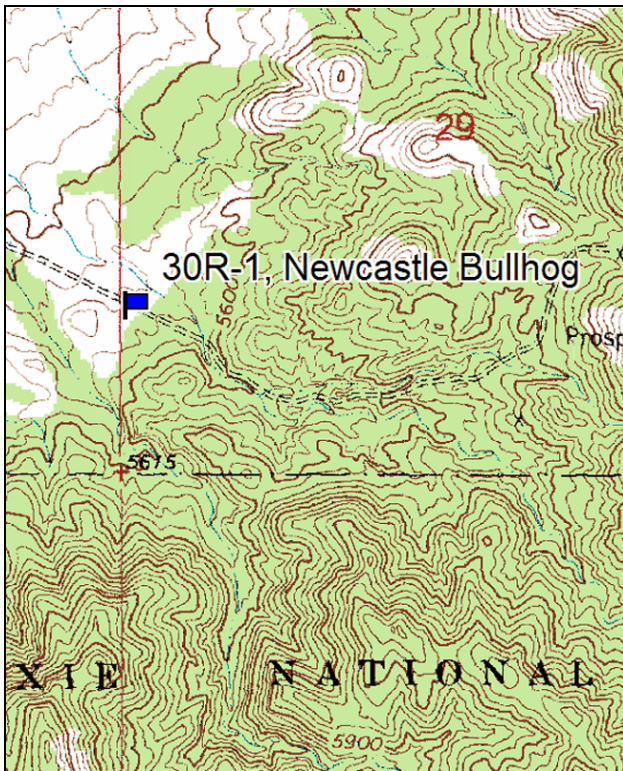 29
30R-1, Newcastle Bullhog
5600
X
Prosp
X
5675
XIE NATIONAL
5900